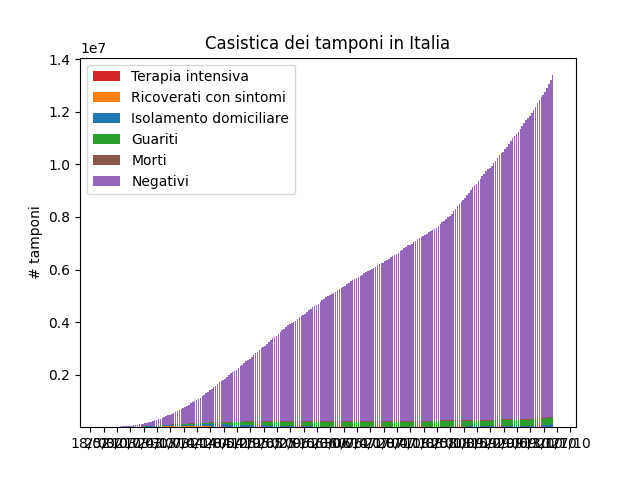 1e7
Casistica dei tamponi in Italia
1.4
Terapia intensiva
Ricoverati con sintomi
Isolamento domiciliare
Guariti
Morti
Negativi
1.2
1.0
0.8
0.6
0.4
0.2
# tamponi